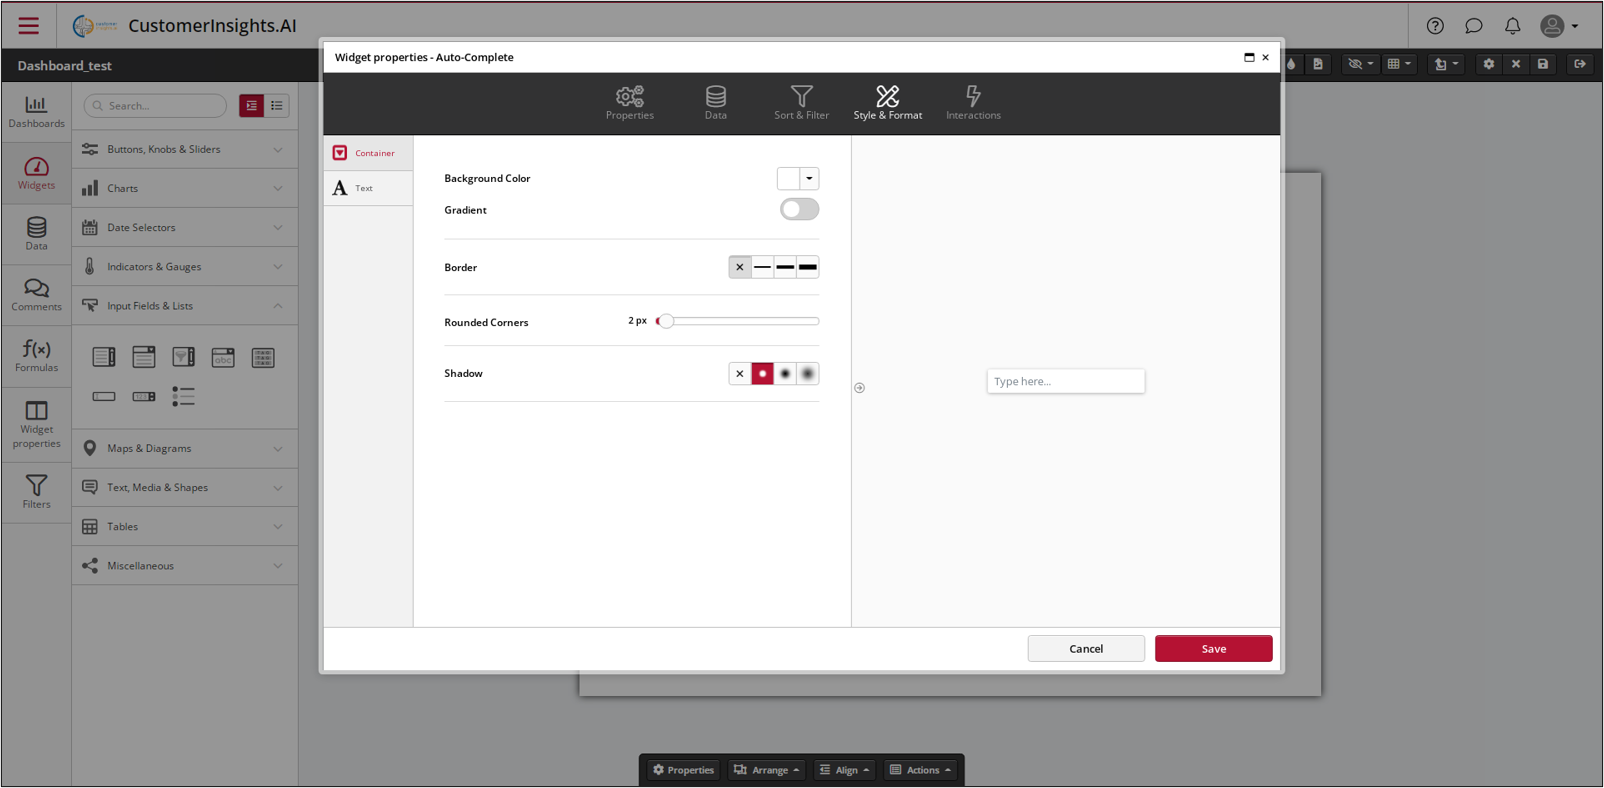 CustomerInsights.AI
Dashboard_test
Widget properties - Auto-Complete
Properties
Data
Sort & Filter
Style & Format
Interactions
Dashboards
Widgets
Data
Comments
f(x)
Formulas
Widget
properties
Filters
Search...
Buttons, Knobs & Sliders
Charts
Date Selectors
Indicators & Gauges
Input Fields & Lists
abc
Maps & Diagrams
Text, Media & Shapes
Tables
Miscellaneous
Container
A Text
Background Color
Gradient
Border
Rounded Corners 2 px
Shadow
Type here...
Cancel
Save
Properties
Arrange
Align
Actions